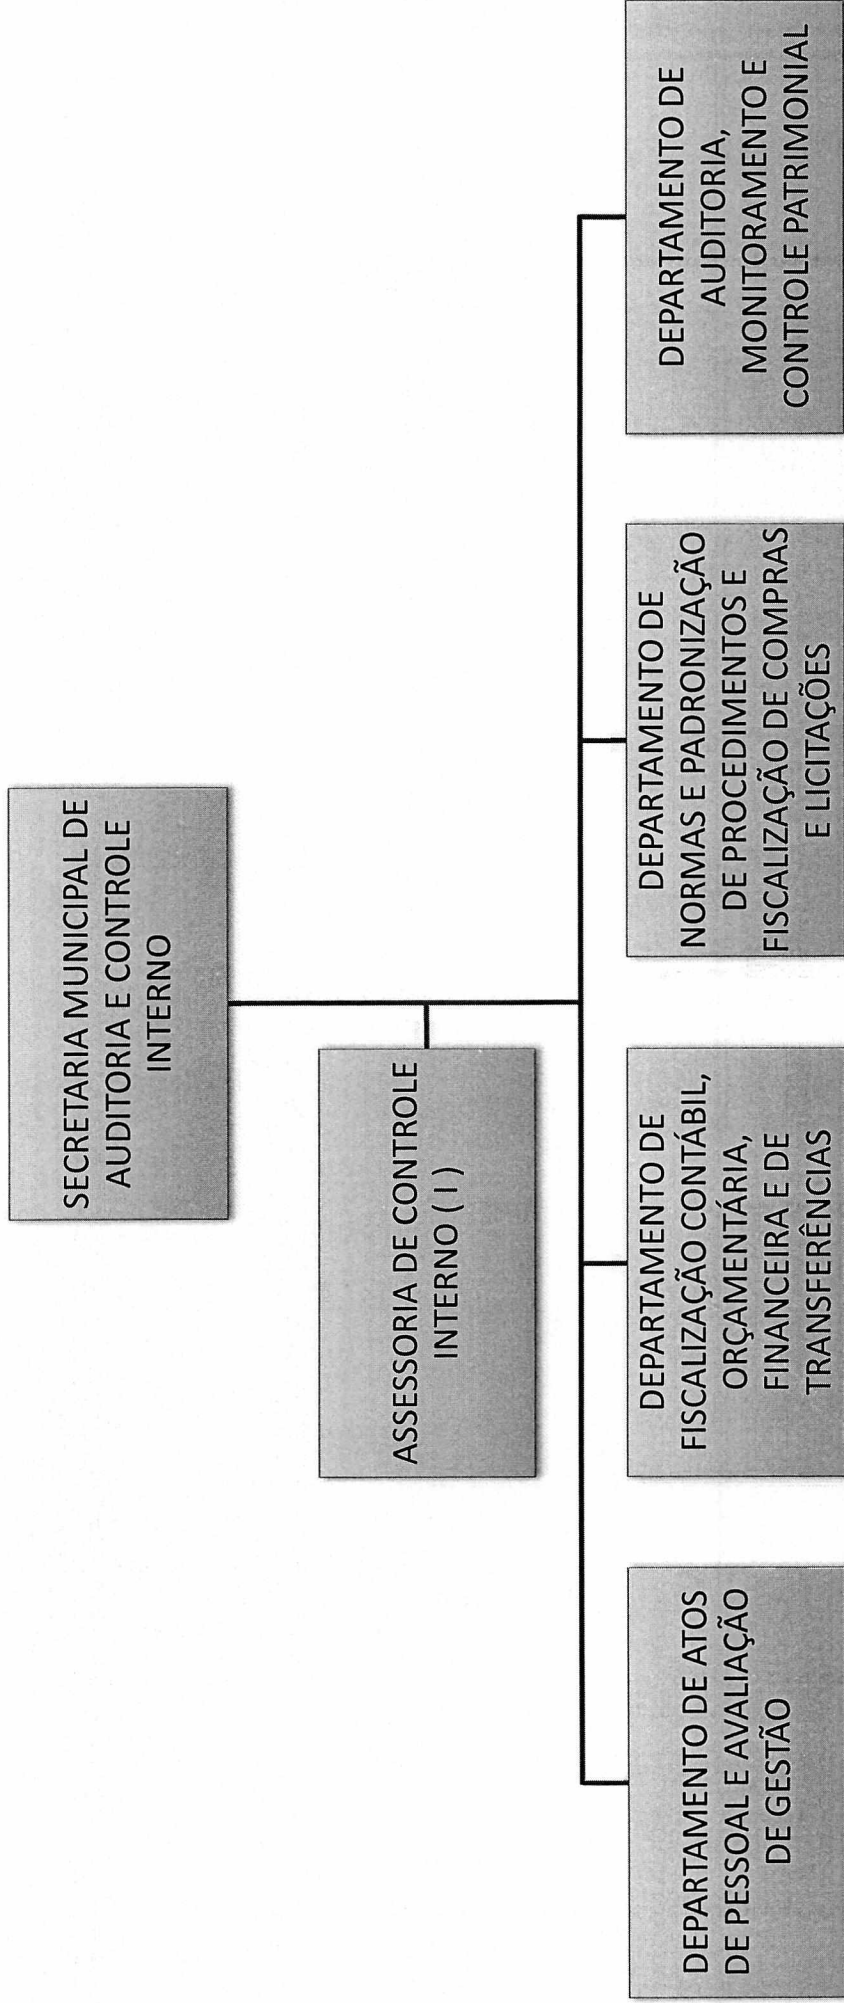 SECRETARIA MUNICIPAL DE
AUDITORIA E CONTROLE
INTERNO
ASSESSORIA DE CONTROLE
INTERNO ( I )
DEPARTAMENTO DE ATOS
DE PESSOAL E AVALIAÇÃO
DE GESTÃO
DEPARTAMENTO DE
FISCALIZAÇÃO CONTÁBIL,
ORÇAMENTÁRIA,
FINANCEIRA E DE
TRANSFERÊNCIAS
DEPARTAMENTO DE
NORMAS E PADRONIZAÇÃO
DE PROCEDIMENTOS E
FISCALIZAÇÃO DE COMPRAS
E LICITAÇÕES
DEPARTAMENTO DE
AUDITORIA,
MONITORAMENTO E
CONTROLE PATRIMONIAL